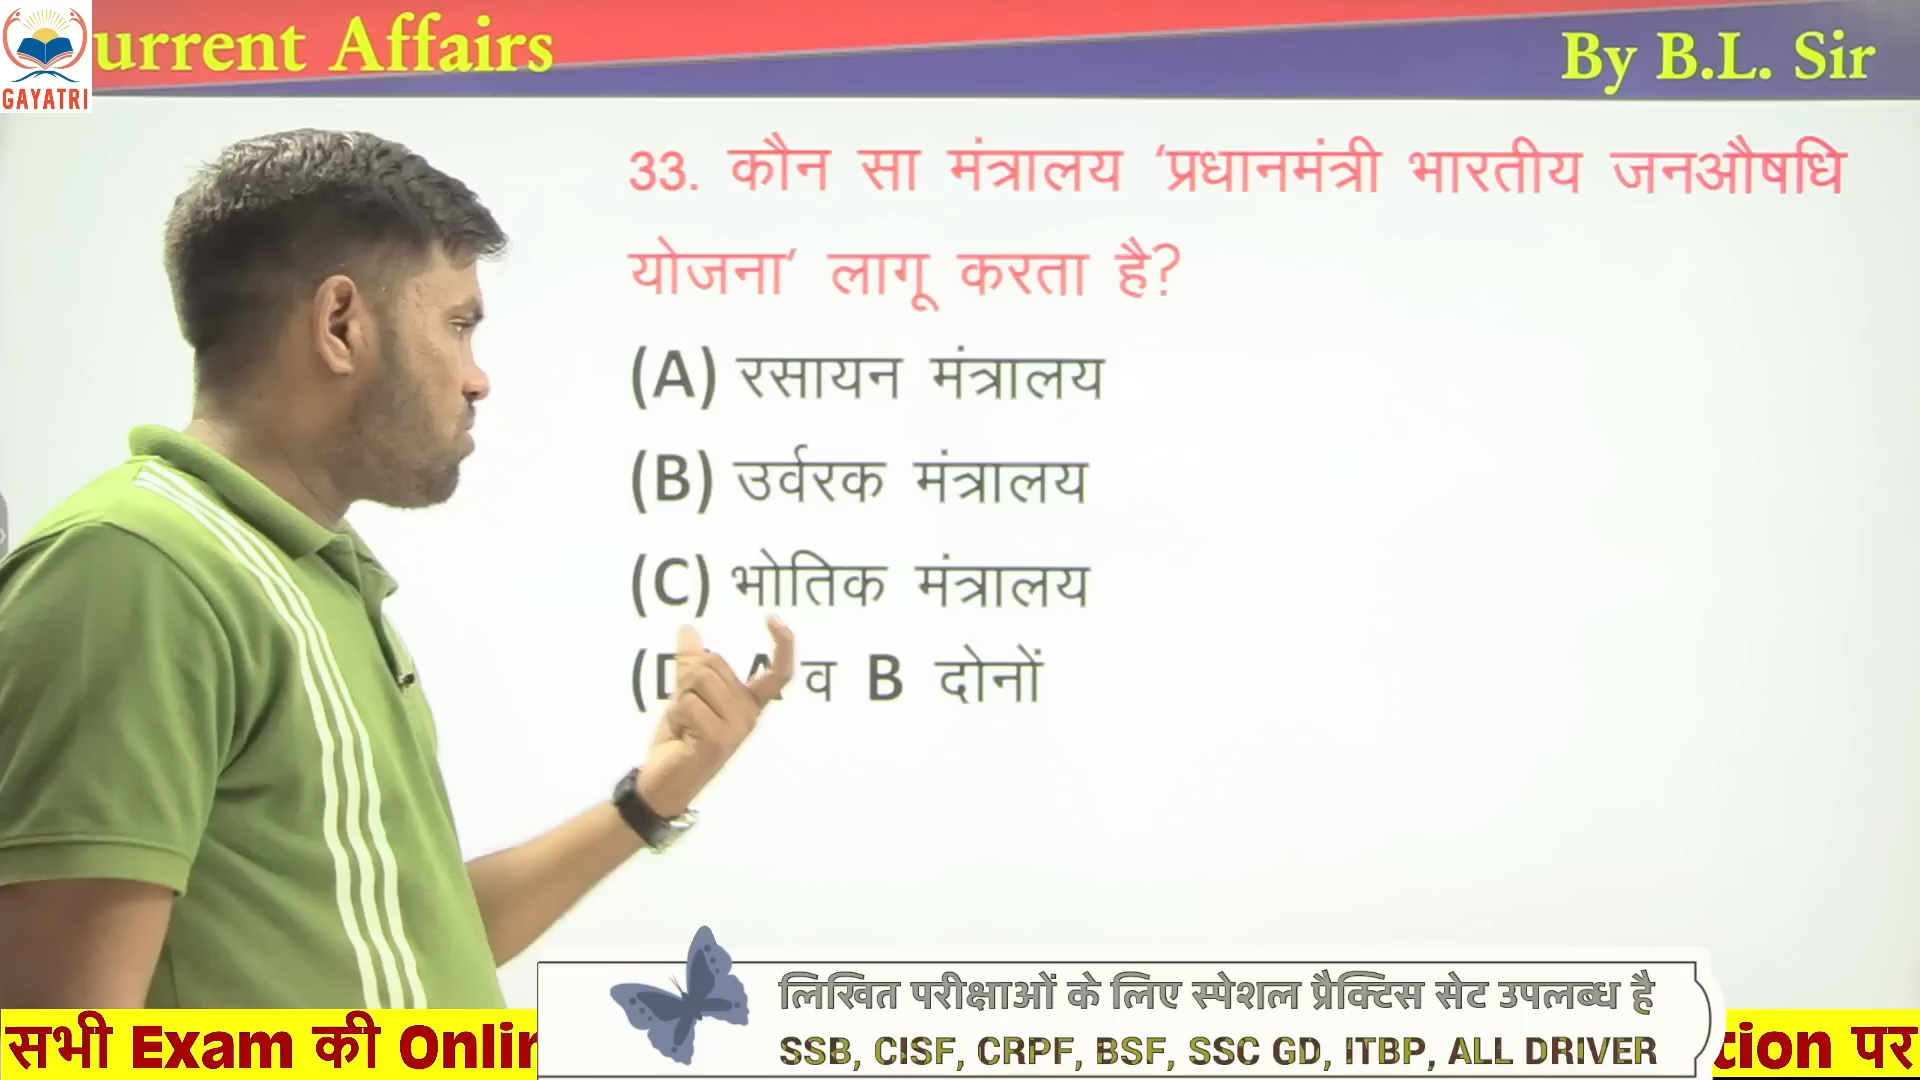 urrent Affairs
By B.L. Sir
GAYATRI
33. कौन सा मंत्रालय ‘प्रधानमंत्री भारतीय जनऔषधि
योजना’ लागू करता है?
(A) रसायन मंत्रालय
(B) उर्वरक मंत्रालय
(C) भोतिक मंत्रालय
(D) A व B दोनों
लिखित परीक्षाओं के लिए स्पेशल प्रैक्टिस सेट उपलब्ध है
SSB, CISF, CRPF, BSF, SSC GD, ITBP, ALL DRIVER
सभी Exam की Onlin
tion पर